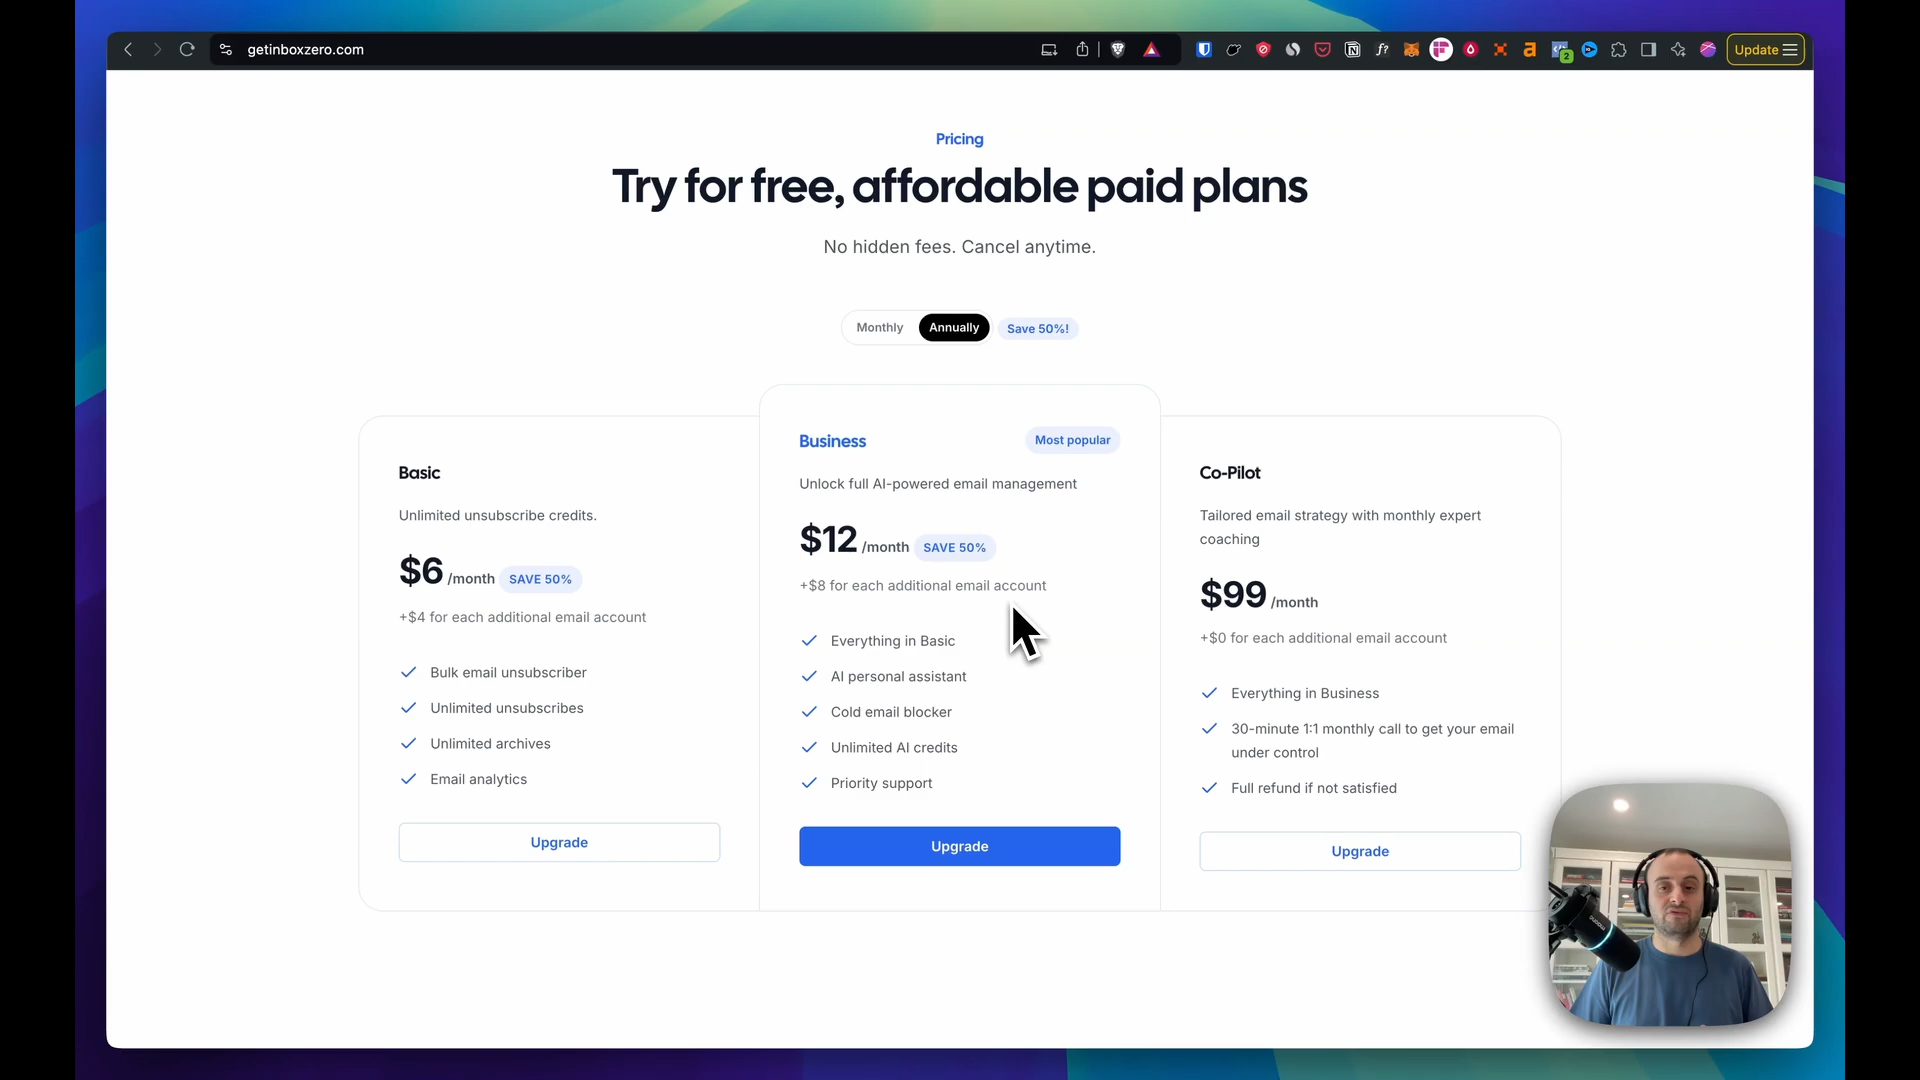 getinboxzero.com
Update
2
Pricing
Try for free, affordable paid plans
No hidden fees. Cancel anytime.
Monthly
Annually
Save 50%!
Basic
Unlimited unsubscribe credits.
$6 /month SAVE 50%
+$4 for each additional email account
Bulk email unsubscriber
Unlimited unsubscribes
Unlimited archives
Email analytics
Upgrade
Business
Most popular
Unlock full AI-powered email management
$12 /month SAVE 50%
+$8 for each additional email account
Everything in Basic
AI personal assistant
Cold email blocker
Unlimited AI credits
Priority support
Upgrade
Co-Pilot
Tailored email strategy with monthly expert
coaching
$99 /month
+$0 for each additional email account
Everything in Business
30-minute 1:1 monthly call to get your email
under control
Full refund if not satisfied
Upgrade